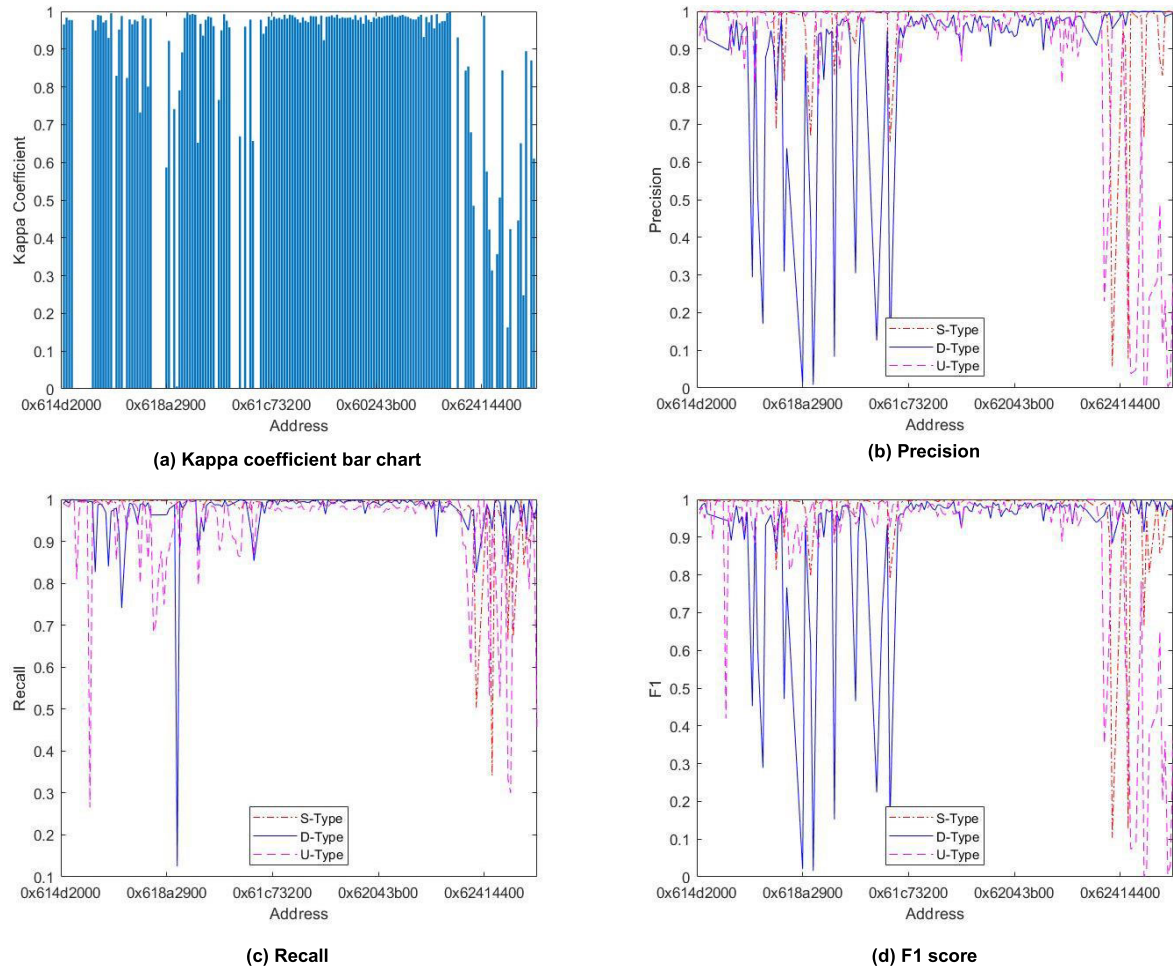 1
0.9
0.8
0.7
0.6
0.5
0.4
0.3
0.2
0.1
0
Kappa Coefficient
0x614d2000 0x618a2900 0x61c73200 0x60243b00 0x62414400
Address
(a) Kappa coefficient bar chart
1
0.9
0.8
0.7
0.6
0.5
0.4
0.3
0.2
0.1
0
Precision
S-Type
D-Type
U-Type
0x614d2000 0x618a2900 0x61c73200 0x62043b00 0x62414400
Address
(b) Precision
1
0.9
0.8
0.7
0.6
0.5
0.4
0.3
0.2
0.1
Recall
S-Type
D-Type
U-Type
0x614d2000 0x618a2900 0x61c73200 0x62043b00 0x62414400
Address
(c) Recall
1
0.9
0.8
0.7
0.6
0.5
0.4
0.3
0.2
0.1
0
F1
S-Type
D-Type
U-Type
0x614d2000 0x618a2900 0x61c73200 0x62043b00 0x62414400
Address
(d) F1 score